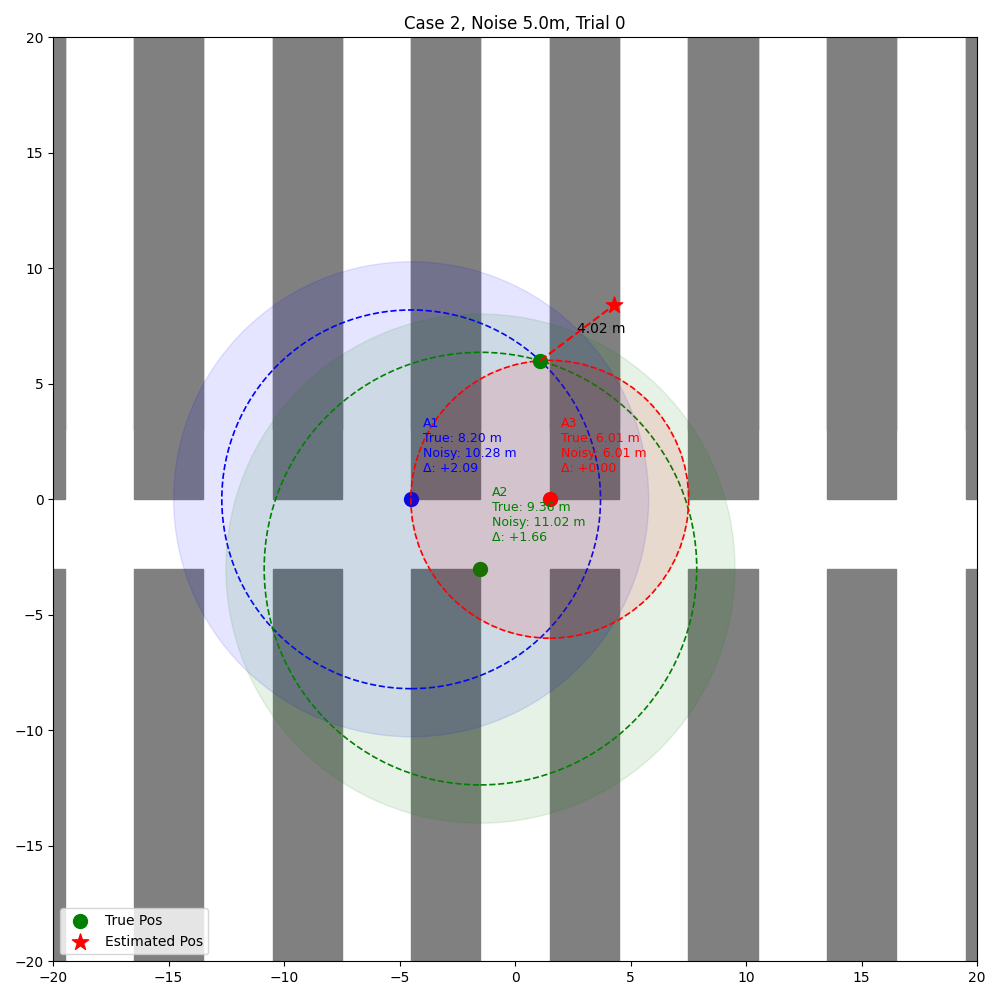 Case 2, Noise 5.0m, Trial 0
20
15
10
5
0
−5
−10
−15
−20
4.02 m
A1
True: 8.20 m
Noisy: 10.28 m
Δ: +2.09
A3
True: 6.01 m
Noisy: 6.01 m
Δ: +0.00
A2
True: 9.36 m
Noisy: 11.02 m
Δ: +1.66
True Pos
Estimated Pos
−20 −15 −10 −5 0 5 10 15 20